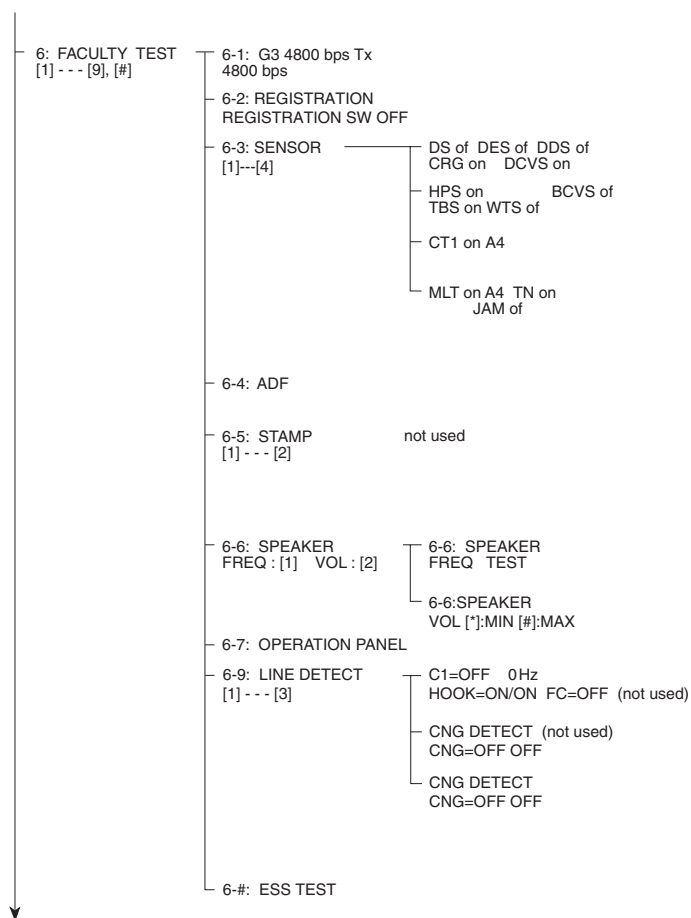 6: FACULTY TEST
[1] - - - [9], [#]
6-1: G3 4800 bps Tx
4800 bps
6-2: REGISTRATION
REGISTRATION SW OFF
6-3: SENSOR
[1]---[4]
DS of DES of DDS of
CRG on DCVS on
HPS on BCVS of
TBS on WTS of
CT1 on A4
MLT on A4 TN on
JAM of
6-4: ADF
6-5: STAMP not used
[1] - - - [2]
6-6: SPEAKER
FREQ : [1] VOL : [2]
6-6: SPEAKER
FREQ TEST
6-6:SPEAKER
VOL [*]:MIN [#]:MAX
6-7: OPERATION PANEL
6-9: LINE DETECT
[1] - - - [3]
C1=OFF 0Hz
HOOK=ON/ON FC=OFF (not used)
CNG DETECT (not used)
CNG=OFF OFF
CNG DETECT
CNG=OFF OFF
6-#: ESS TEST